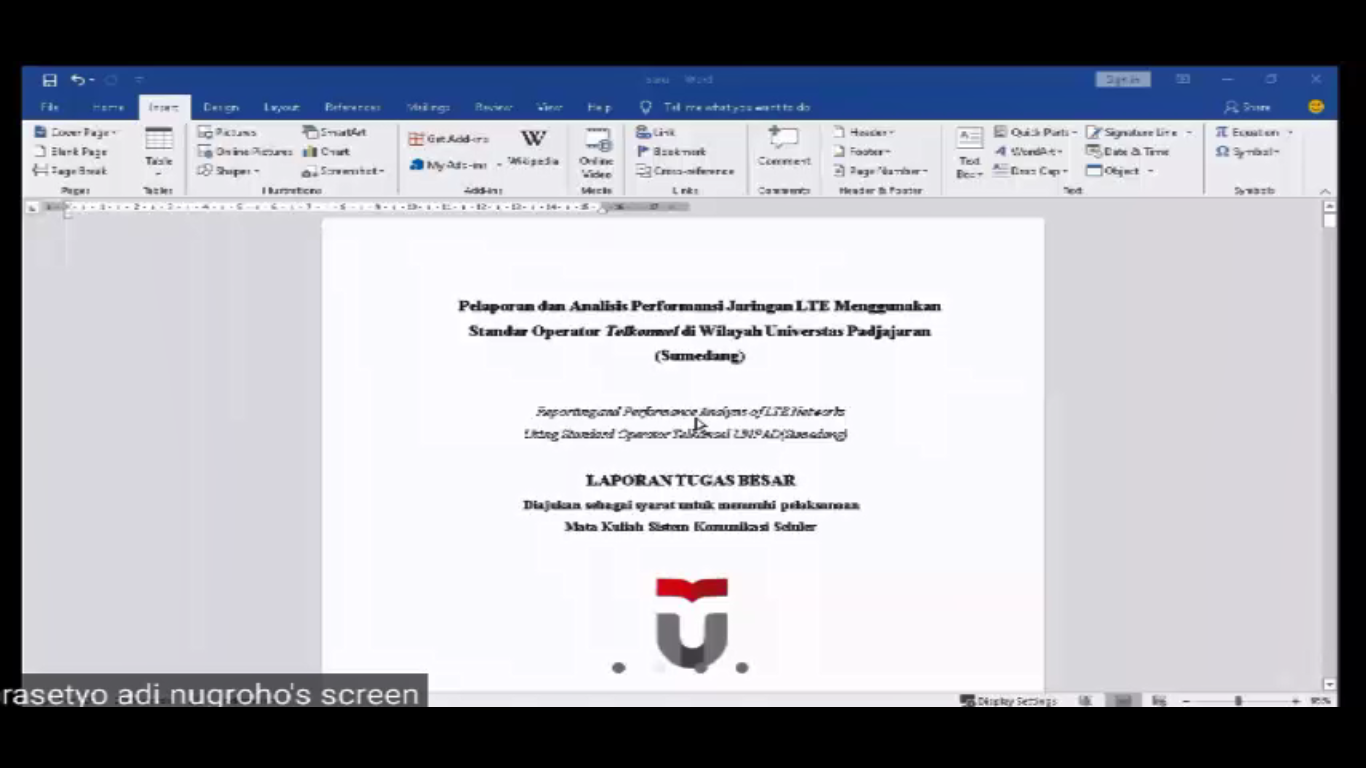 Word
Sign in
File Home Insert Design Layout References Mailings Review View Help Tell me what you want to do Share
Cover Page Pictures SmartArt Get Add-ins Link Header Quick Parts Signature Line Equation
Blank Page Table Online Pictures Chart My Add-ins Wikipedia Online Video Bookmark Comment Footer Text Box WordArt Date & Time Symbol
Page Break Shapes Screenshot Cross-reference Page Number Drop Cap Object
Pages Tables Illustrations Add-ins Media Links Comments Header & Footer Text Symbols
Pelaporan dan Analisis Performansi Jaringan LTE Menggunakan
Standar Operator Telkomsel di Wilayah Universtas Padjajaran
(Sumedang)
Reporting and Performance Analysis of LTE Networks
Using Standard Operator Telkomsel UNPAD(Sumedang)
LAPORAN TUGAS BESAR
Diajukan sebagai syarat untuk memnuhi pelaksanaan
Mata Kuliah Sistem Komunikasi Seluler
rasetyo adi nugroho's screen
Display Settings